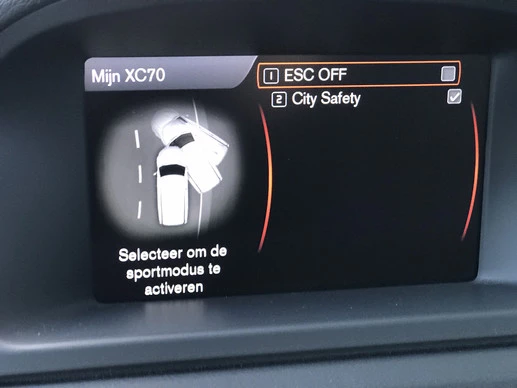 Mijn XC70
1 ESC OFF
2 City Safety
Selecteer om de
sportmodus te
activeren